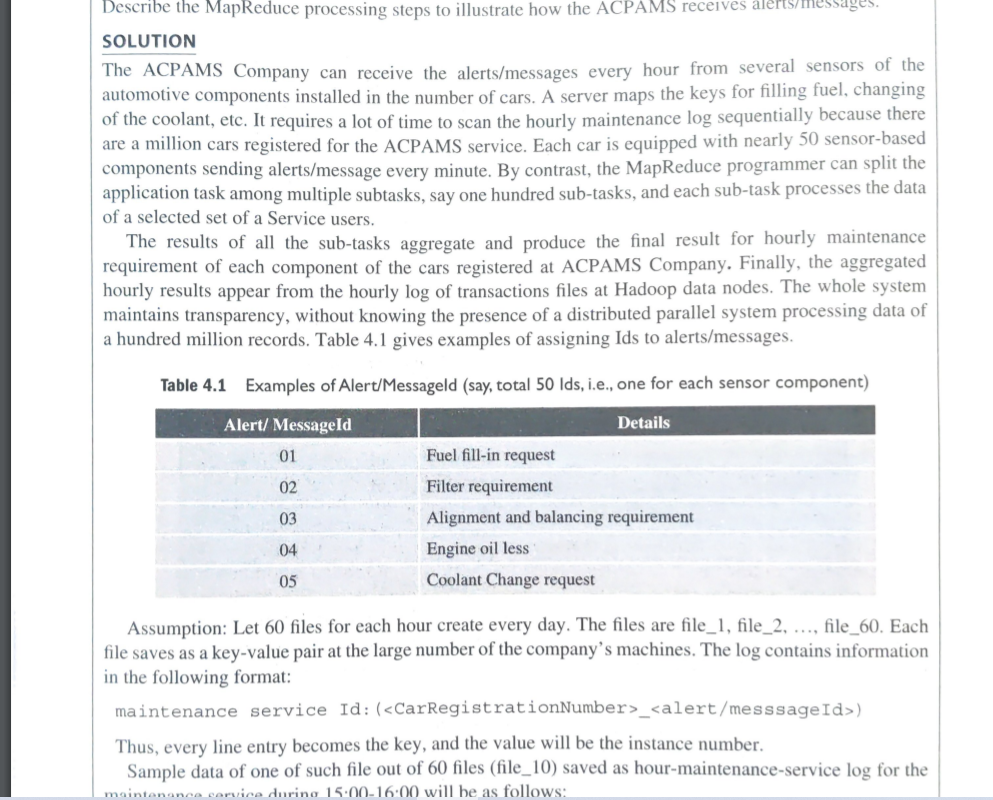 Describe the MapReduce processing steps to illustrate how the ACPAMS receives alerts/messages.
SOLUTION
The ACPAMS Company can receive the alerts/messages every hour from several sensors of the
automotive components installed in the number of cars. A server maps the keys for filling fuel, changing
of the coolant, etc. It requires a lot of time to scan the hourly maintenance log sequentially because there
are a million cars registered for the ACPAMS service. Each car is equipped with nearly 50 sensor-based
components sending alerts/message every minute. By contrast, the MapReduce programmer can split the
application task among multiple subtasks, say one hundred sub-tasks, and each sub-task processes the data
of a selected set of a Service users.
The results of all the sub-tasks aggregate and produce the final result for hourly maintenance
requirement of each component of the cars registered at ACPAMS Company. Finally, the aggregated
hourly results appear from the hourly log of transactions files at Hadoop data nodes. The whole system
maintains transparency, without knowing the presence of a distributed parallel system processing data of
a hundred million records. Table 4.1 gives examples of assigning Ids to alerts/messages.
Table 4.1 Examples of Alert/MessageId (say, total 50 Ids, i.e., one for each sensor component)
Alert/ MessageId Details
01 Fuel fill-in request
02 Filter requirement
03 Alignment and balancing requirement
04 Engine oil less
05 Coolant Change request
Assumption: Let 60 files for each hour create every day. The files are file_1, file_2, ..., file_60. Each
file saves as a key-value pair at the large number of the company's machines. The log contains information
in the following format:
maintenance service Id: (<CarRegistrationNumber>_<alert/messsageId>)
Thus, every line entry becomes the key, and the value will be the instance number.
Sample data of one of such file out of 60 files (file_10) saved as hour-maintenance-service log for the
maintenance service during 15:00-16:00 will be as follows: